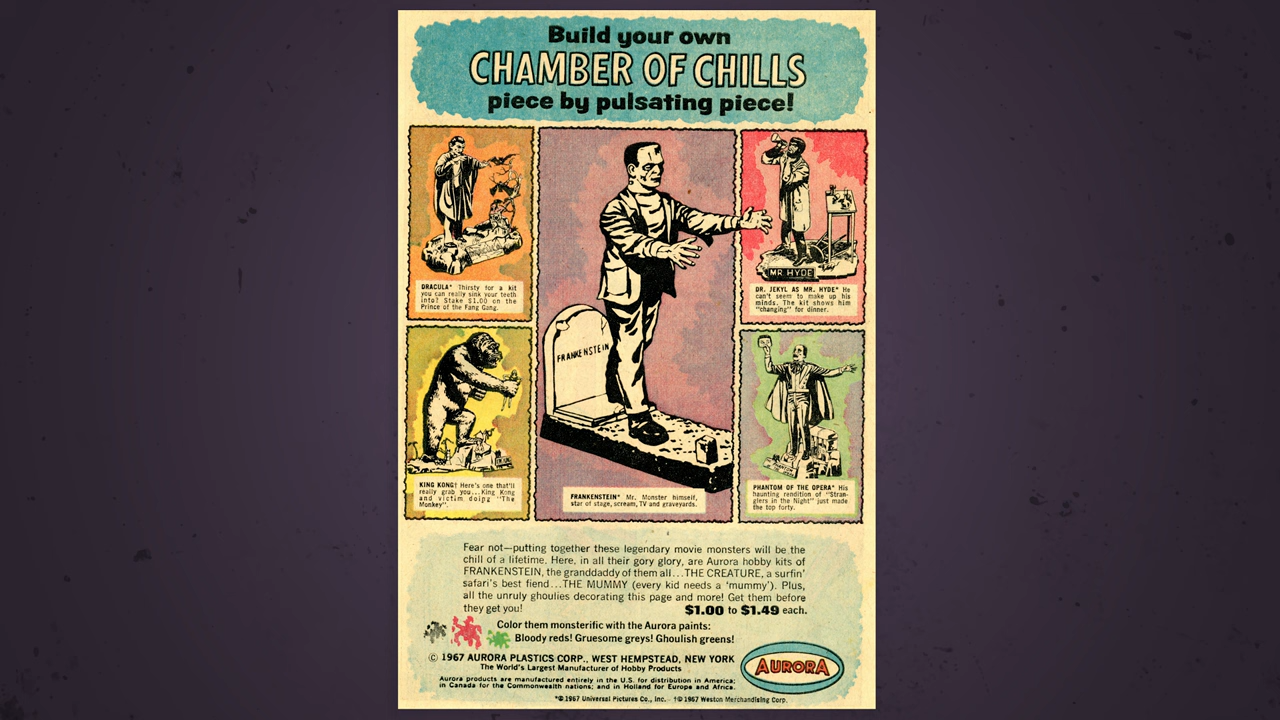 Build your own
CHAMBER OF CHILLS
piece by pulsating piece!
DRACULA* Thirsty for a kit
you can really sink your teeth
into? Stake $1.00 on the
Prince of the Fang Gang.
MR HYDE
DR. JEKYL AS MR. HYDE* He
can't seem to make up his
minds. The kit shows him
"changing" for dinner.
FRANKENSTEIN
KING KONG† Here's one that'll
really grab you...King Kong
and victim doing "The
Monkey".
FRANKENSTEIN* Mr. Monster himself,
star of stage, scream, TV and graveyards.
PHANTOM OF THE OPERA* His
haunting rendition of "Stran-
glers in the Night" just made
the top forty.
Fear not—putting together these legendary movie monsters will be the
chill of a lifetime. Here, in all their gory glory, are Aurora hobby kits of
FRANKENSTEIN, the granddaddy of them all...THE CREATURE, a surfin'
safari's best fiend...THE MUMMY (every kid needs a 'mummy'). Plus,
all the unruly ghoulies decorating this page and more! Get them before
they get you! $1.00 to $1.49 each.
Color them monsterific with the Aurora paints:
Bloody reds! Gruesome greys! Ghoulish greens!
© 1967 AURORA PLASTICS CORP., WEST HEMPSTEAD, NEW YORK
The World's Largest Manufacturer of Hobby Products
AURORA
Aurora products are manufactured entirely in the U.S. for distribution in America;
in Canada for the Commonwealth nations; and in Holland for Europe and Africa.
*© 1967 Universal Pictures Co., Inc. †© 1967 Weston Merchandising Corp.